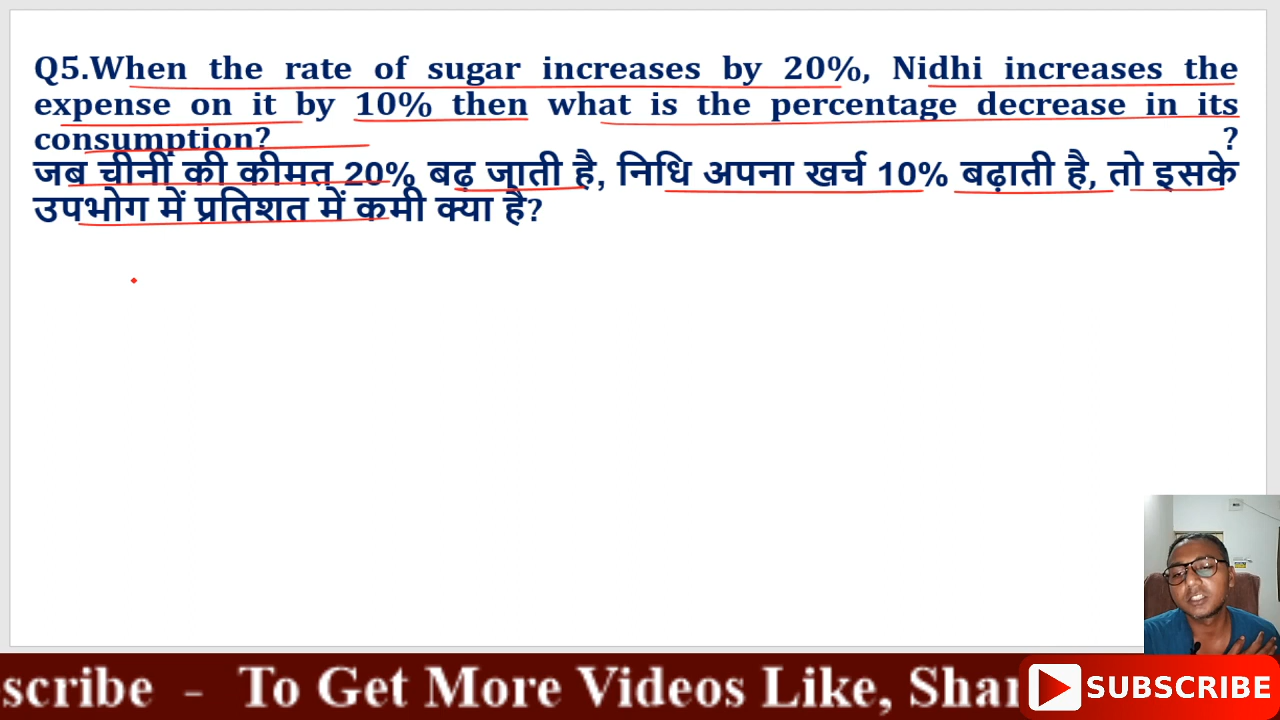 Q5.When the rate of sugar increases by 20%, Nidhi increases the
expense on it by 10% then what is the percentage decrease in its
consumption? ?
जब चीनी की कीमत 20% बढ़ जाती है, निधि अपना खर्च 10% बढ़ाती है, तो इसके
उपभोग में प्रतिशत में कमी क्या है?
scribe - To Get More Videos Like, Shar
SUBSCRIBE